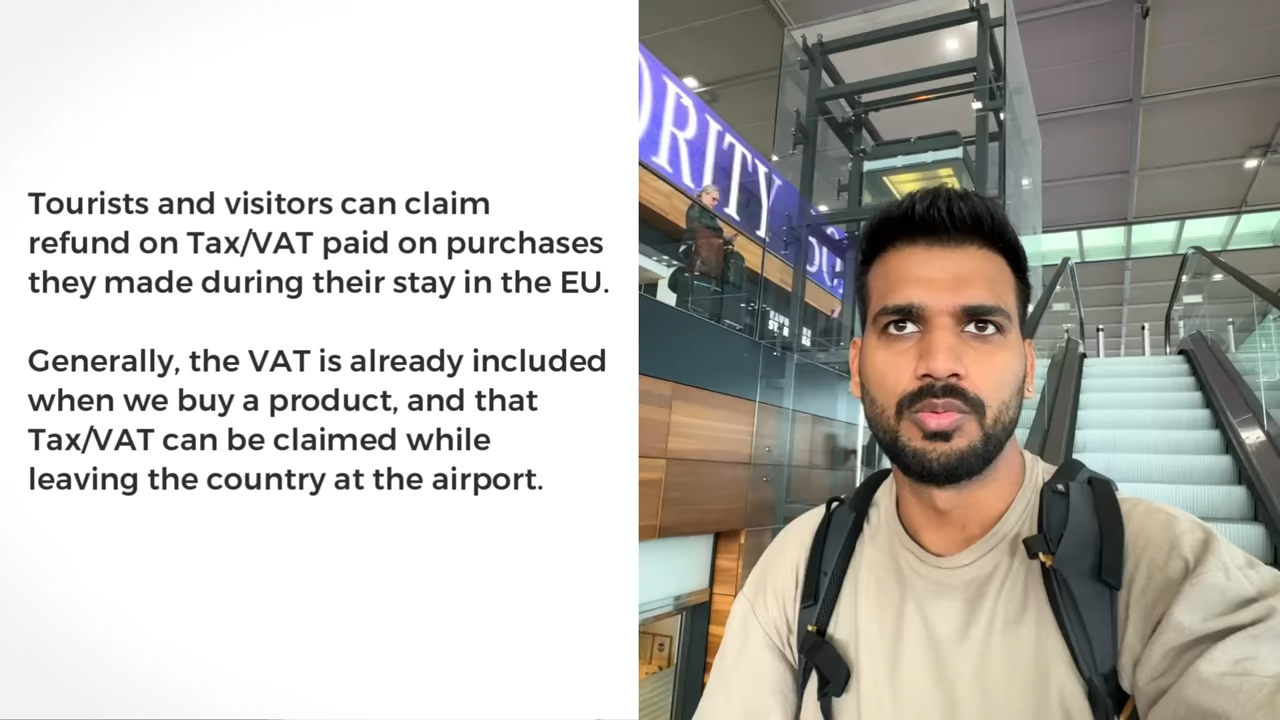 Tourists and visitors can claim
refund on Tax/VAT paid on purchases
they made during their stay in the EU.
Generally, the VAT is already included
when we buy a product, and that
Tax/VAT can be claimed while
leaving the country at the airport.
ORITY